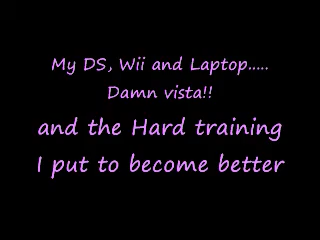 My DS, Wii and Laptop.....
Damn vista!!
and the Hard training
I put to become better